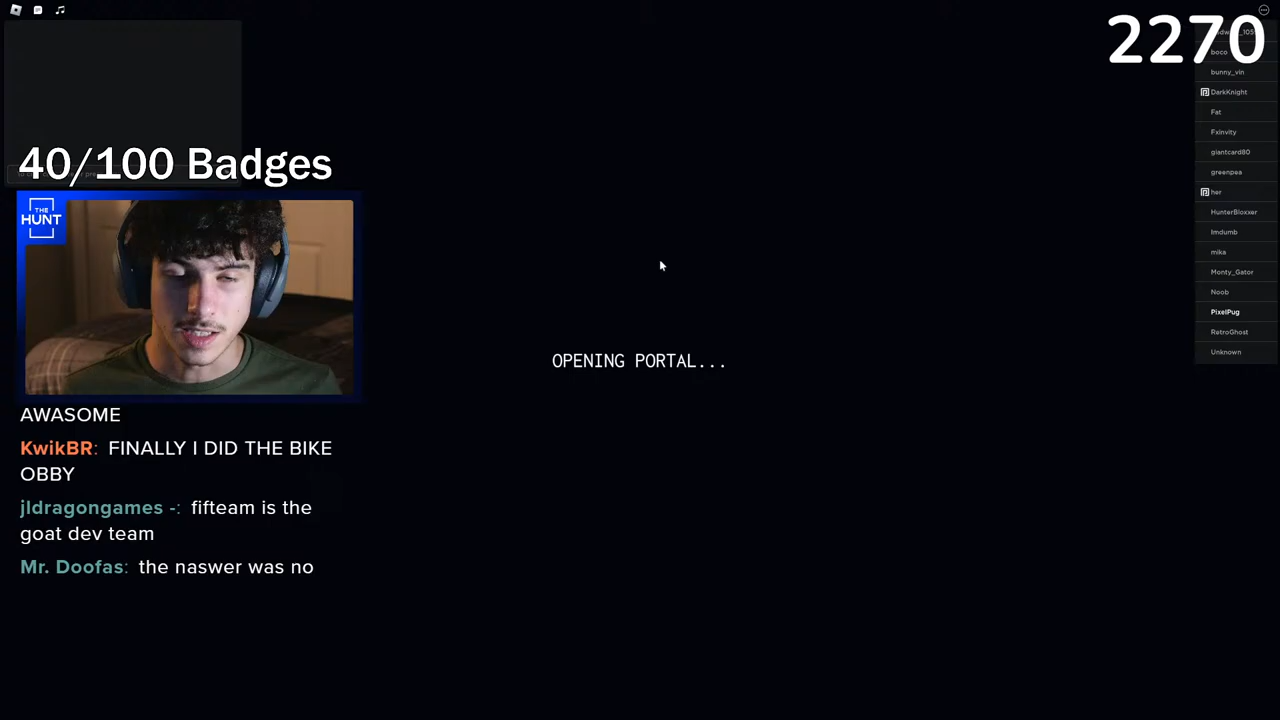 2270
boco
bunny_vin
DarkKnight
Fat
Fxinvity
giantcard80
greenpea
her
HunterBloxxer
Imdumb
mika
Monty_Gator
Noob
PixelPug
RetroGhost
Unknown
40/100 Badges
THE
HUNT
OPENING PORTAL...
AWASOME
KwikBR: FINALLY I DID THE BIKE
OBBY
jldragongames -: fifteam is the
goat dev team
Mr. Doofas: the naswer was no